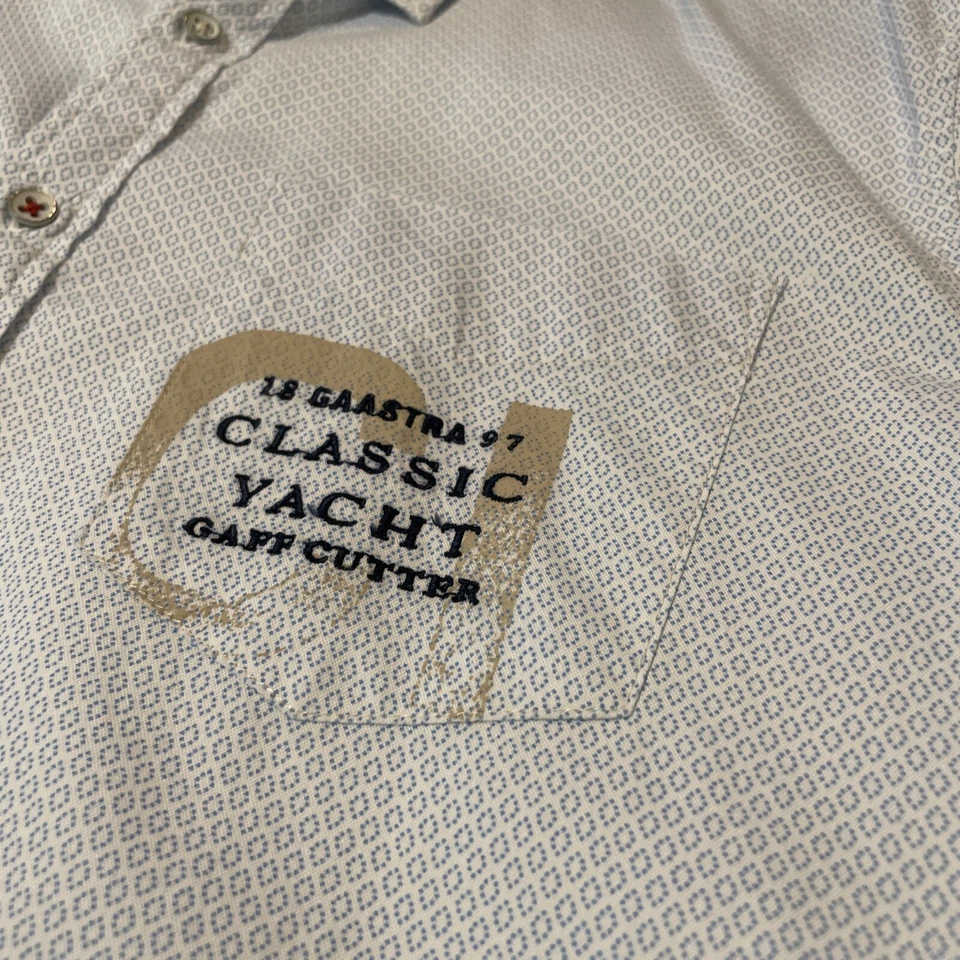 18 GAASTRA 97
CLASSIC
YACHT
GAFF CUTTER